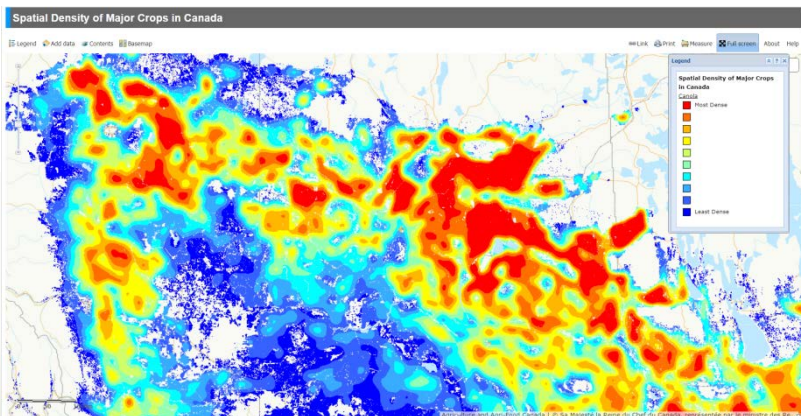 Spatial Density of Major Crops in Canada
Legend Add data Contents Basemap
Link Print Measure Full screen About Help
Legend
Spatial Density of Major Crops
in Canada
Canola
Most Dense
Least Dense
Agriculture and Agri-Food Canada | © Sa Majesté la Reine du Chef du Canada, représentée par le ministre des Re